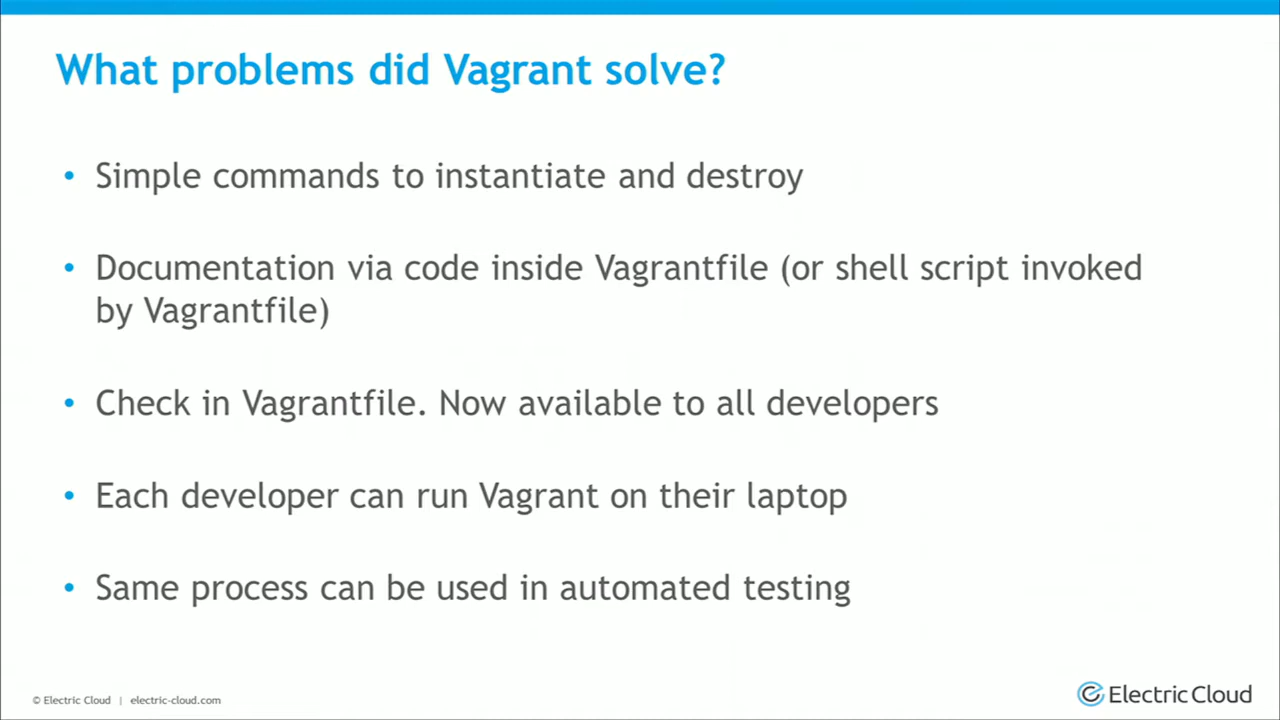 What problems did Vagrant solve?
• Simple commands to instantiate and destroy
• Documentation via code inside Vagrantfile (or shell script invoked
by Vagrantfile)
• Check in Vagrantfile. Now available to all developers
• Each developer can run Vagrant on their laptop
• Same process can be used in automated testing
© Electric Cloud | electric-cloud.com
Electric Cloud